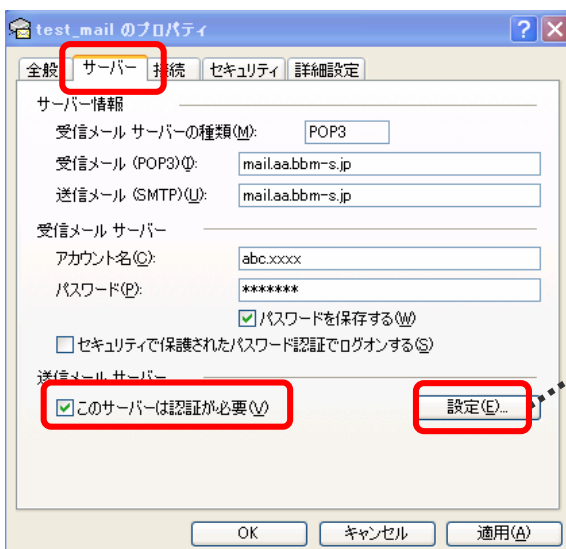 test_mail のプロパティ
全般 サーバー 接続 セキュリティ 詳細設定
サーバー情報
受信メール サーバーの種類(M): POP3
受信メール (POP3)(I): mail.aa.bbm-s.jp
送信メール (SMTP)(U): mail.aa.bbm-s.jp
受信メール サーバー
アカウント名(C): abc.xxxx
パスワード(P): *******
パスワードを保存する(W)
セキュリティで保護されたパスワード認証でログオンする(S)
送信メール サーバー
このサーバーは認証が必要(V) 設定(E)...
OK キャンセル 適用(A)